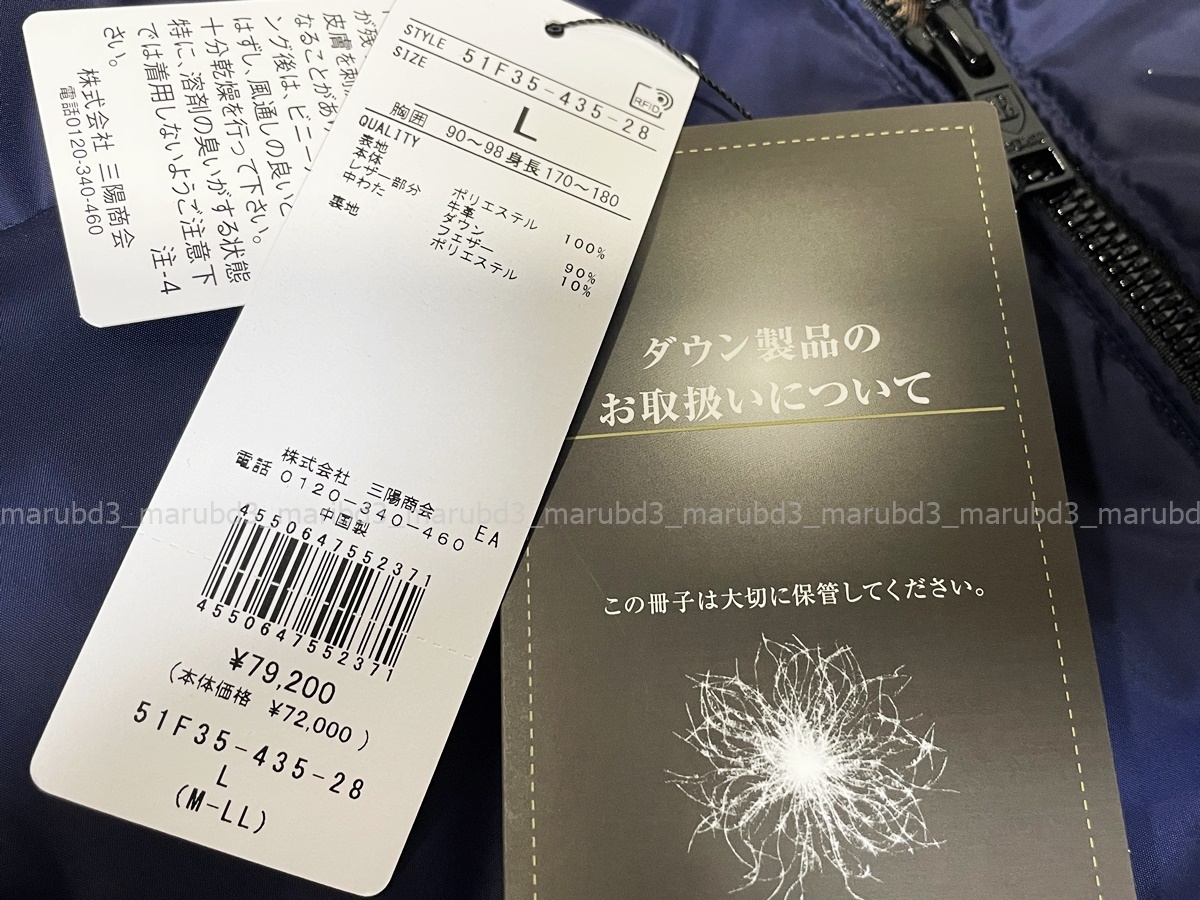 が残
皮膚を刺
なることがあ
ング後は、ビニー
はずし、風通しの良いと
十分乾燥を行って下さい。
特に、溶剤の臭いがする状態
では着用しないようご注意下
さい。
注-4
株式会社 三陽商会
電話0120-340-460
STYLE 51F35-435-28
SIZE
L
RFID
胸囲 90～98 身長 170～180
QUALITY
表地
本体 ポリエステル 100%
レザー部分 牛革
中わた ダウン 90%
フェザー 10%
裏地 ポリエステル
株式会社 三陽商会
電話 0120-340-460
中国製 EA
4550647552371
4550647552371
¥79,200
(本体価格 ¥72,000)
51F35-435-28
L
(M-LL)
ダウン製品の
お取扱いについて
この冊子は大切に保管してください。
marubd3_marubd3_marubd3_marubd3_marubd3_marubd3_marubd3_marubd